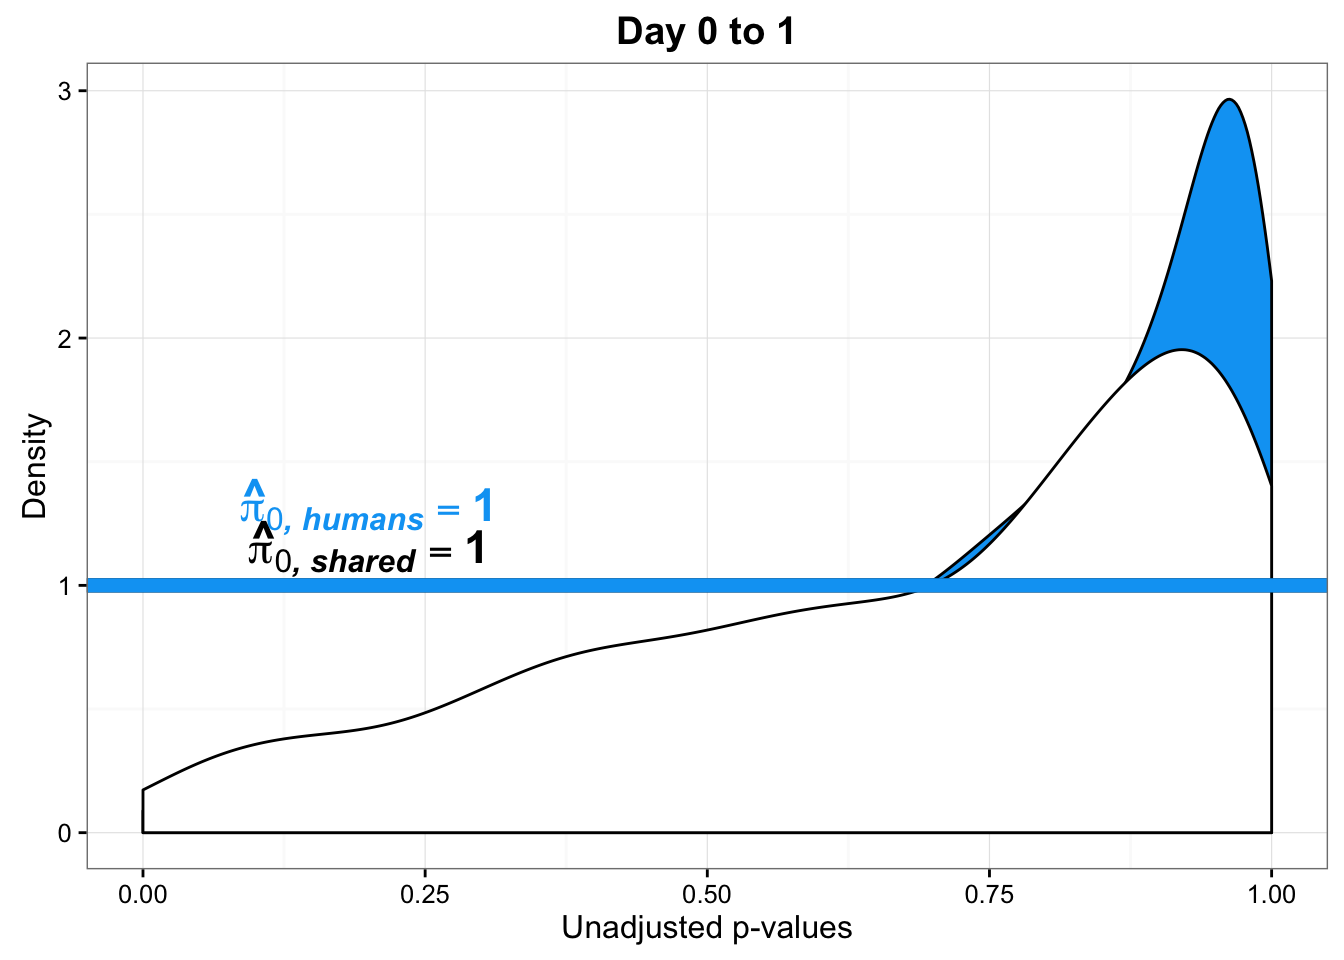 Day 0 to 1
3
2
1
0
Density
π̂0, humans = 1
π̂0, shared = 1
0.00 0.25 0.50 0.75 1.00
Unadjusted p-values